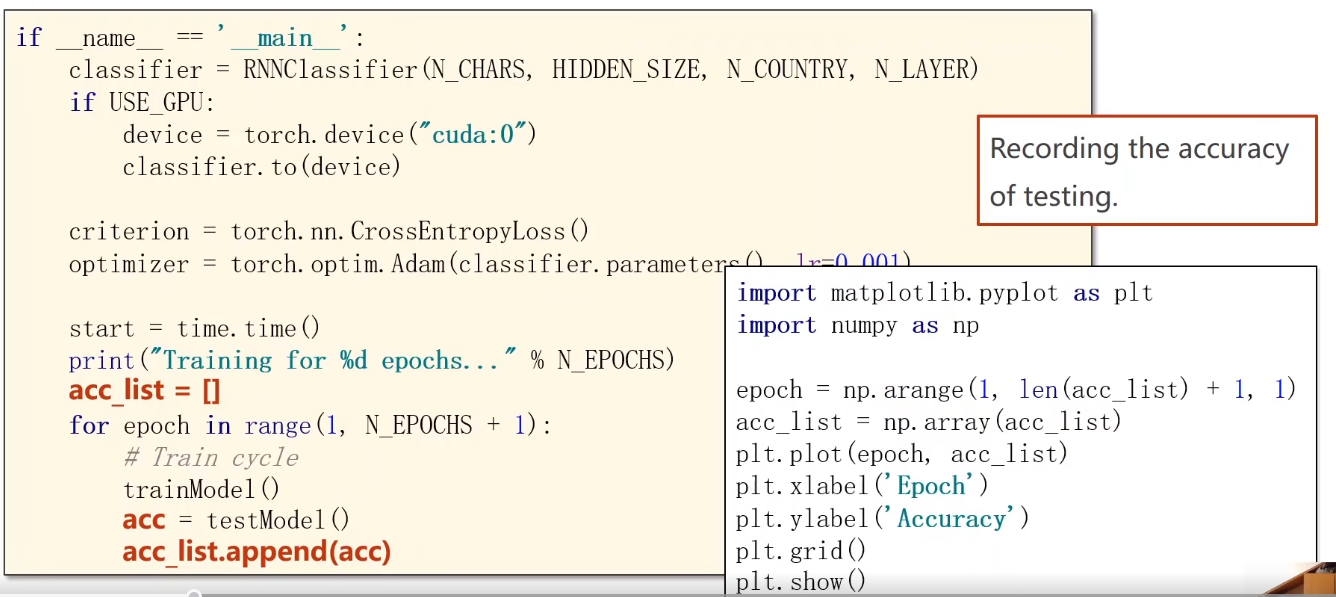 if __name__ == '__main__':
    classifier = RNNClassifier(N_CHARS, HIDDEN_SIZE, N_COUNTRY, N_LAYER)
    if USE_GPU:
        device = torch.device("cuda:0")
        classifier.to(device)
    criterion = torch.nn.CrossEntropyLoss()
    optimizer = torch.optim.Adam(classifier.parameters(), lr=0.001)
    start = time.time()
    print("Training for %d epochs..." % N_EPOCHS)
    acc_list = []
    for epoch in range(1, N_EPOCHS + 1):
        # Train cycle
        trainModel()
        acc = testModel()
        acc_list.append(acc)
Recording the accuracy
of testing.
import matplotlib.pyplot as plt
import numpy as np
epoch = np.arange(1, len(acc_list) + 1, 1)
acc_list = np.array(acc_list)
plt.plot(epoch, acc_list)
plt.xlabel('Epoch')
plt.ylabel('Accuracy')
plt.grid()
plt.show()